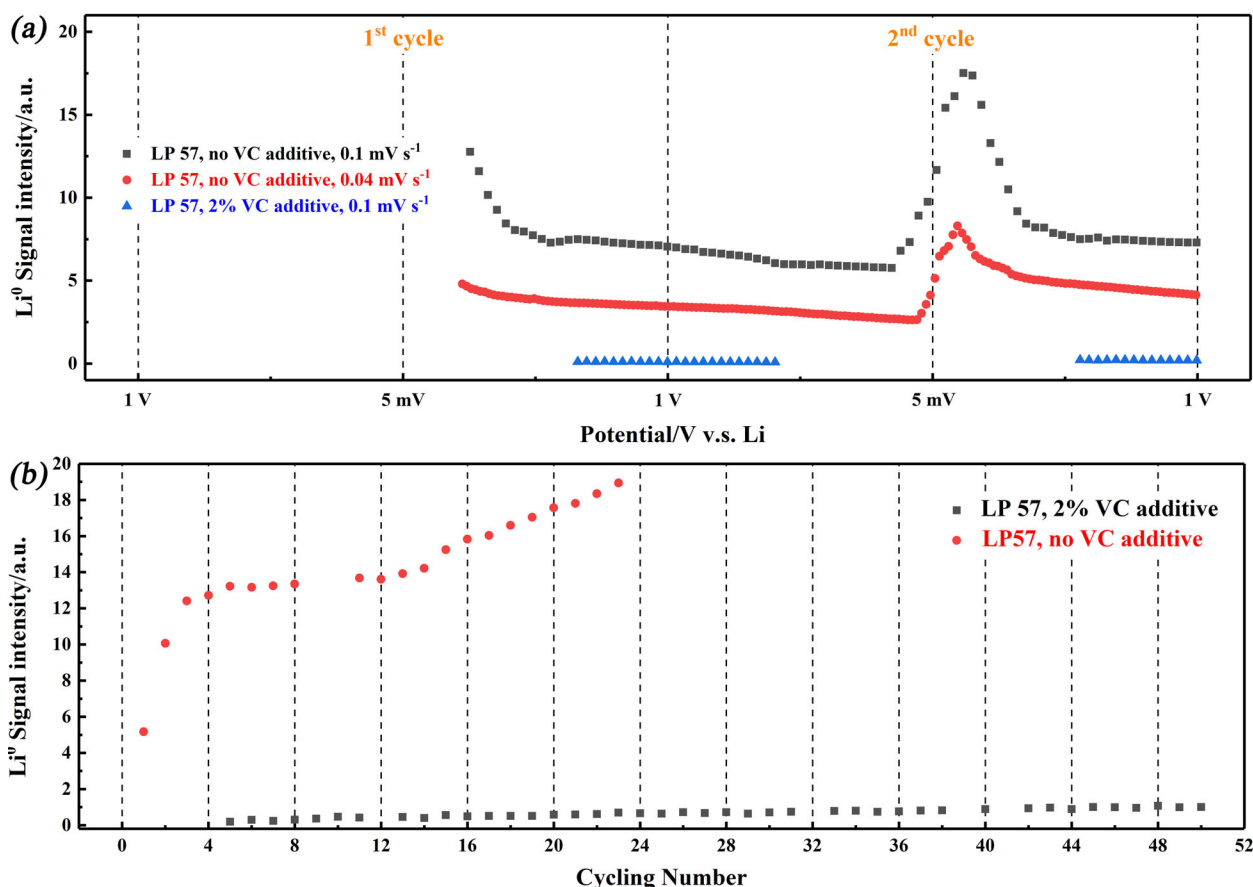 (a)
1st cycle
2nd cycle
20
15
10
5
0
Li⁰ Signal intensity/a.u.
LP 57, no VC additive, 0.1 mV s⁻¹
LP 57, no VC additive, 0.04 mV s⁻¹
LP 57, 2% VC additive, 0.1 mV s⁻¹
1 V 5 mV 1 V 5 mV 1 V
Potential/V v.s. Li
(b)
20
18
16
14
12
10
8
6
4
2
0
Li⁰ Signal intensity/a.u.
LP 57, 2% VC additive
LP57, no VC additive
0 4 8 12 16 20 24 28 32 36 40 44 48 52
Cycling Number